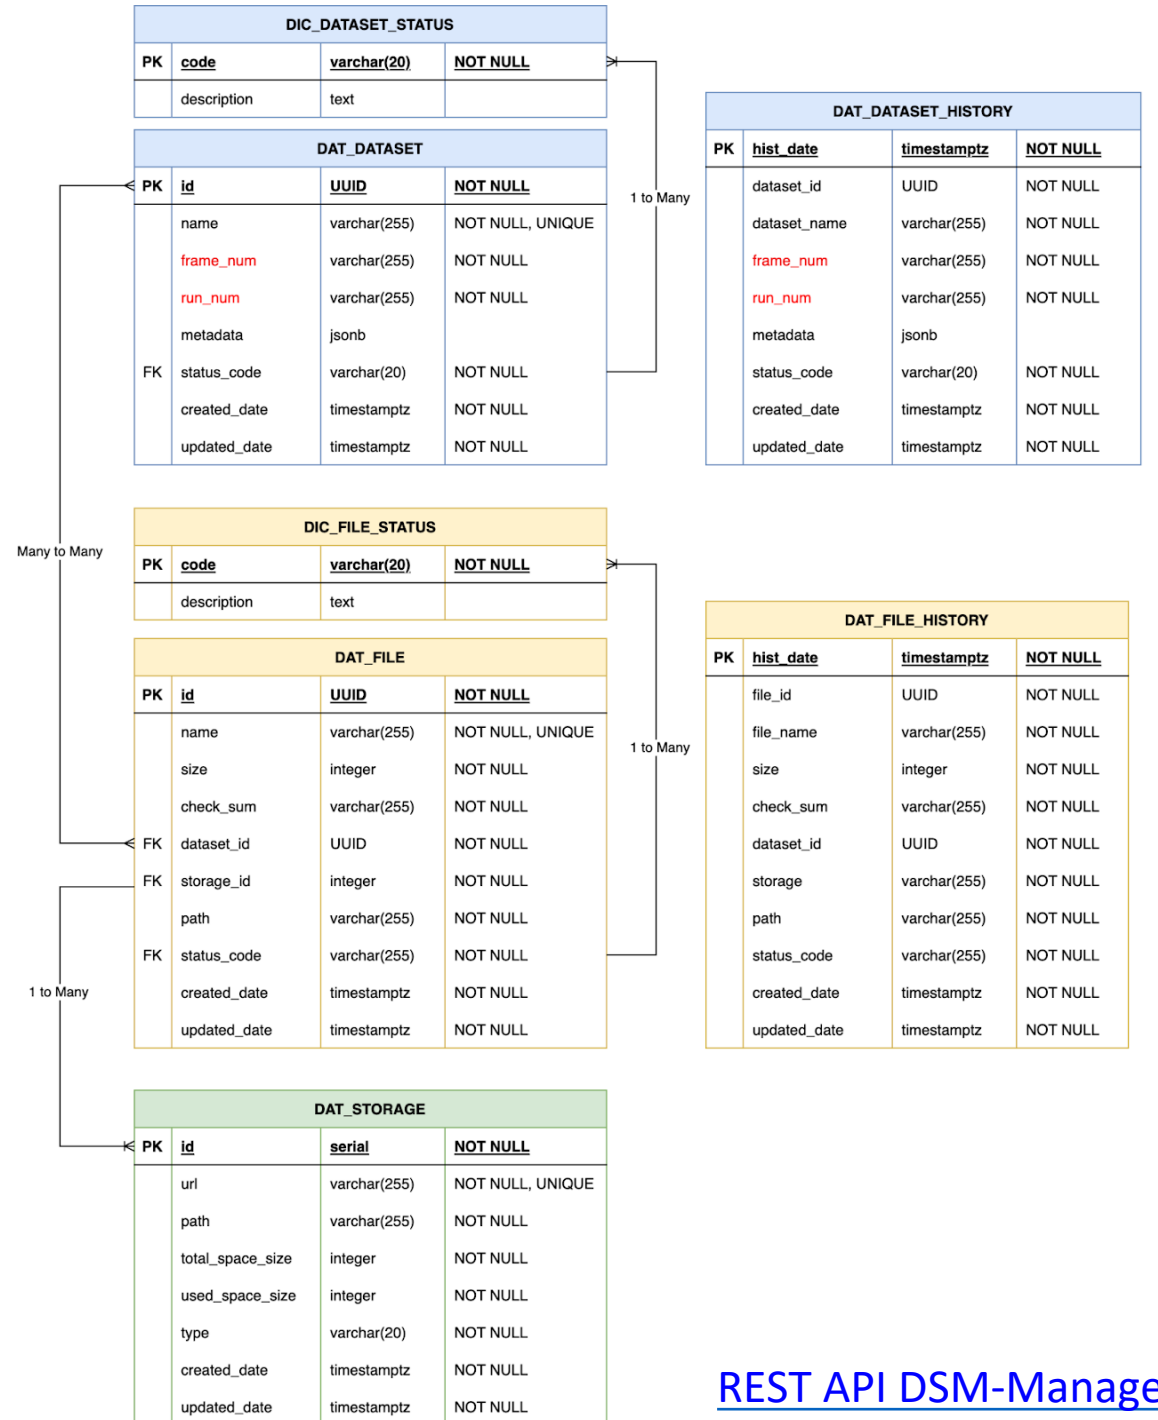 DIC_DATASET_STATUS
PK code varchar(20) NOT NULL
description text
DAT_DATASET
PK id UUID NOT NULL
name varchar(255) NOT NULL, UNIQUE
frame_num varchar(255) NOT NULL
run_num varchar(255) NOT NULL
metadata jsonb
FK status_code varchar(20) NOT NULL
created_date timestamptz NOT NULL
updated_date timestamptz NOT NULL
1 to Many
DAT_DATASET_HISTORY
PK hist_date timestamptz NOT NULL
dataset_id UUID NOT NULL
dataset_name varchar(255) NOT NULL
frame_num varchar(255) NOT NULL
run_num varchar(255) NOT NULL
metadata jsonb
status_code varchar(20) NOT NULL
created_date timestamptz NOT NULL
updated_date timestamptz NOT NULL
Many to Many
DIC_FILE_STATUS
PK code varchar(20) NOT NULL
description text
DAT_FILE
PK id UUID NOT NULL
name varchar(255) NOT NULL, UNIQUE
size integer NOT NULL
check_sum varchar(255) NOT NULL
FK dataset_id UUID NOT NULL
FK storage_id integer NOT NULL
path varchar(255) NOT NULL
FK status_code varchar(255) NOT NULL
created_date timestamptz NOT NULL
updated_date timestamptz NOT NULL
1 to Many
DAT_FILE_HISTORY
PK hist_date timestamptz NOT NULL
file_id UUID NOT NULL
file_name varchar(255) NOT NULL
size integer NOT NULL
check_sum varchar(255) NOT NULL
dataset_id UUID NOT NULL
storage varchar(255) NOT NULL
path varchar(255) NOT NULL
status_code varchar(255) NOT NULL
created_date timestamptz NOT NULL
updated_date timestamptz NOT NULL
1 to Many
DAT_STORAGE
PK id serial NOT NULL
url varchar(255) NOT NULL, UNIQUE
path varchar(255) NOT NULL
total_space_size integer NOT NULL
used_space_size integer NOT NULL
type varchar(20) NOT NULL
created_date timestamptz NOT NULL
updated_date timestamptz NOT NULL
REST API DSM-Manage